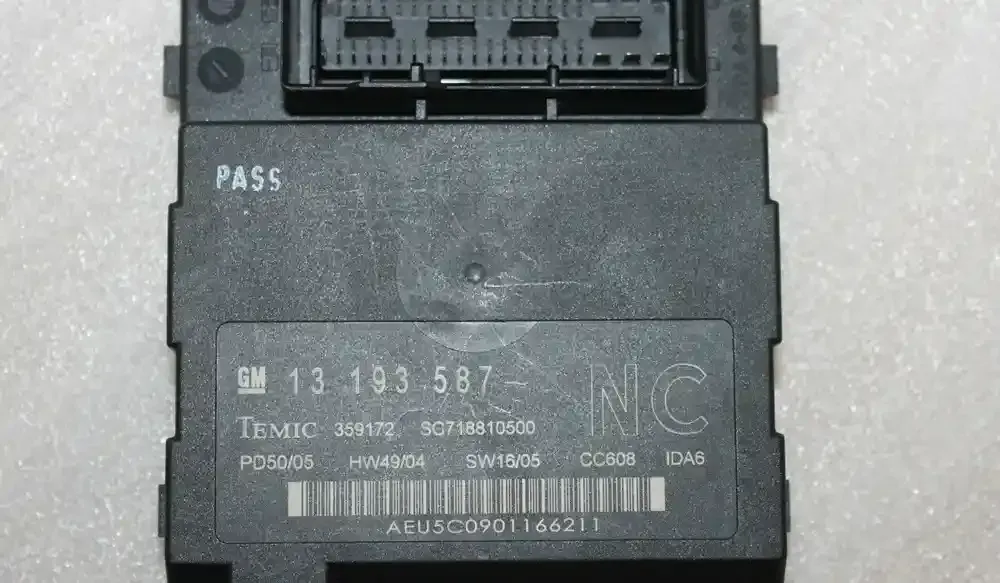 PASS
GM 13 193 587 NC
TEMIC 359172 SG718810500
PD50/05 HW49/04 SW16/05 CC608 IDA6
AEU5C0901166211